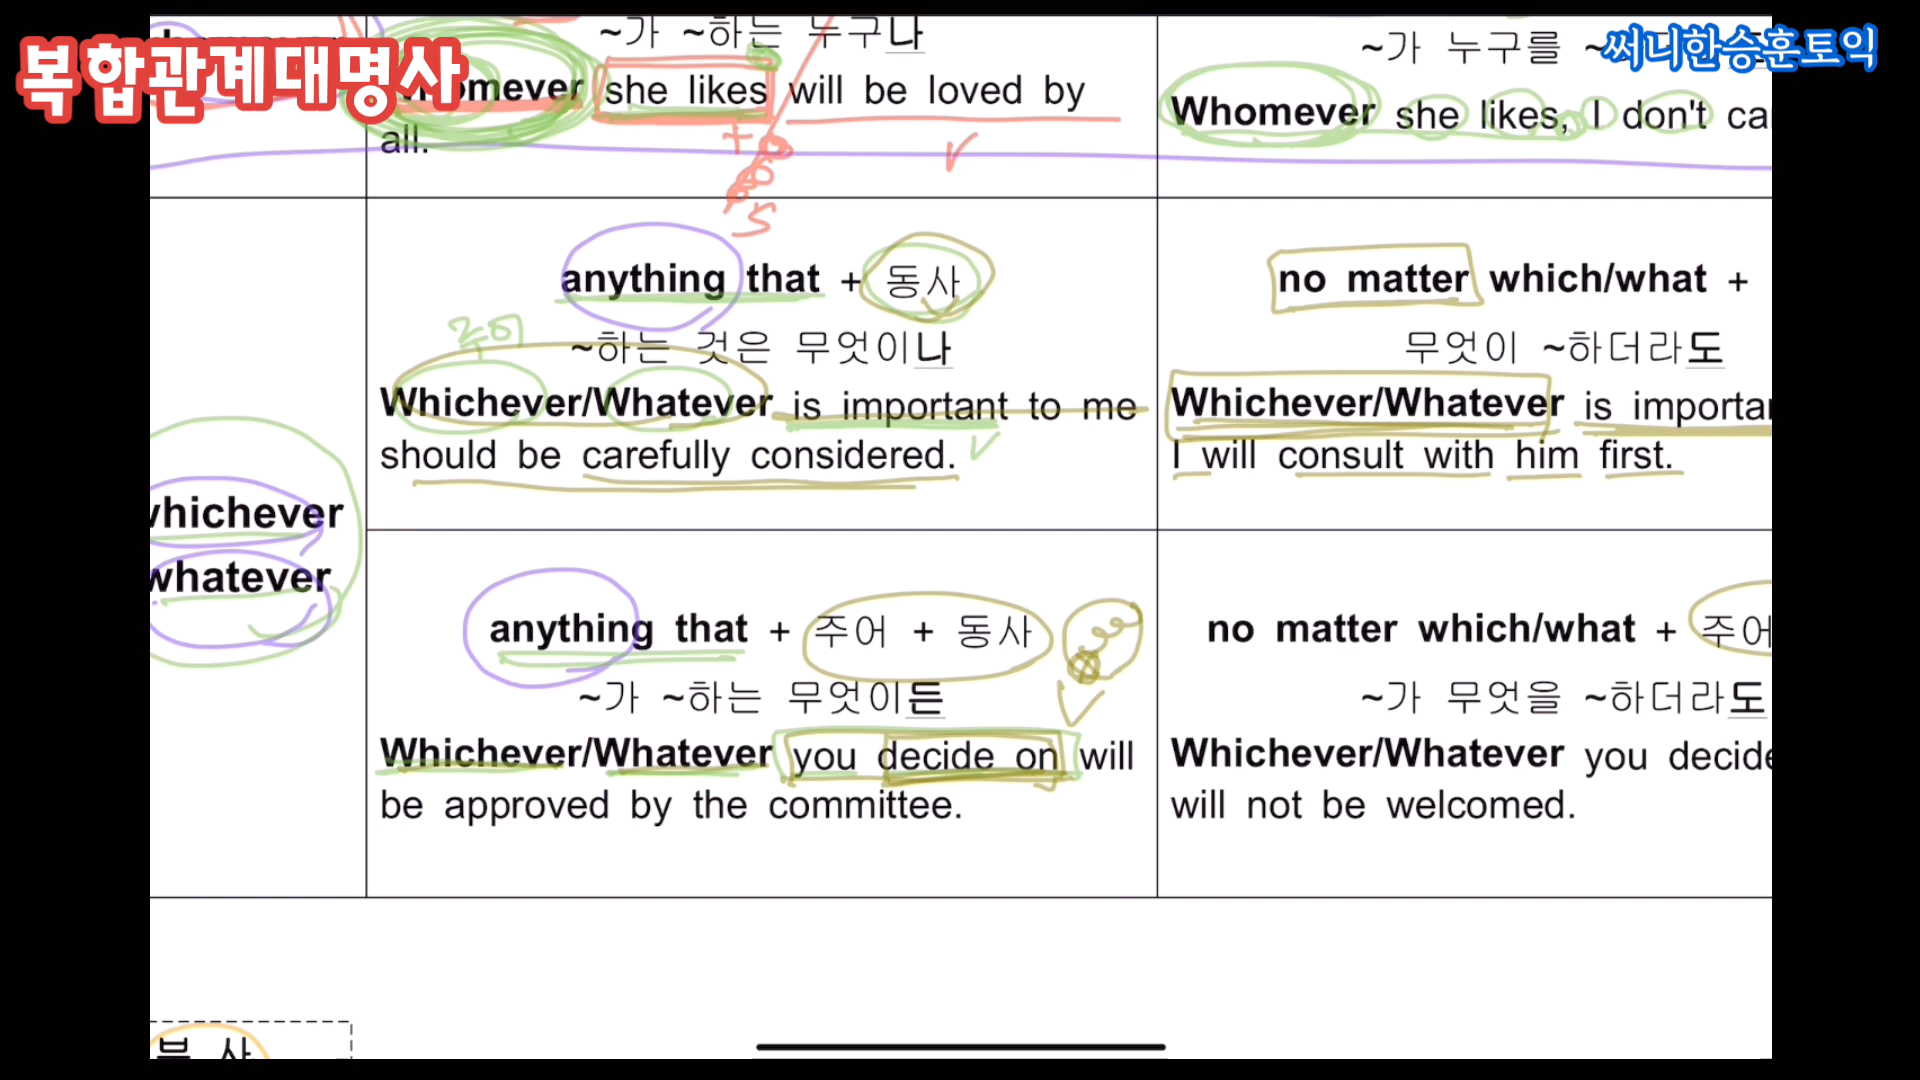 복합관계대명사
써니한승훈토익
~가 ~하는 누구나
she likes will be loved by
all.
~가 누구를
Whomever she likes, I don't
anything that + 동사
주어
~하는 것은 무엇이나
Whichever/Whatever is important to me
should be carefully considered.
no matter which/what +
무엇이 ~하더라도
Whichever/Whatever is
I will consult with him first.
whichever
whatever
anything that + 주어 + 동사
~가 ~하는 무엇이든
Whichever/Whatever you decide on will
be approved by the committee.
no matter which/what + 주어
~가 무엇을 ~하더라도
Whichever/Whatever you decide
will not be welcomed.